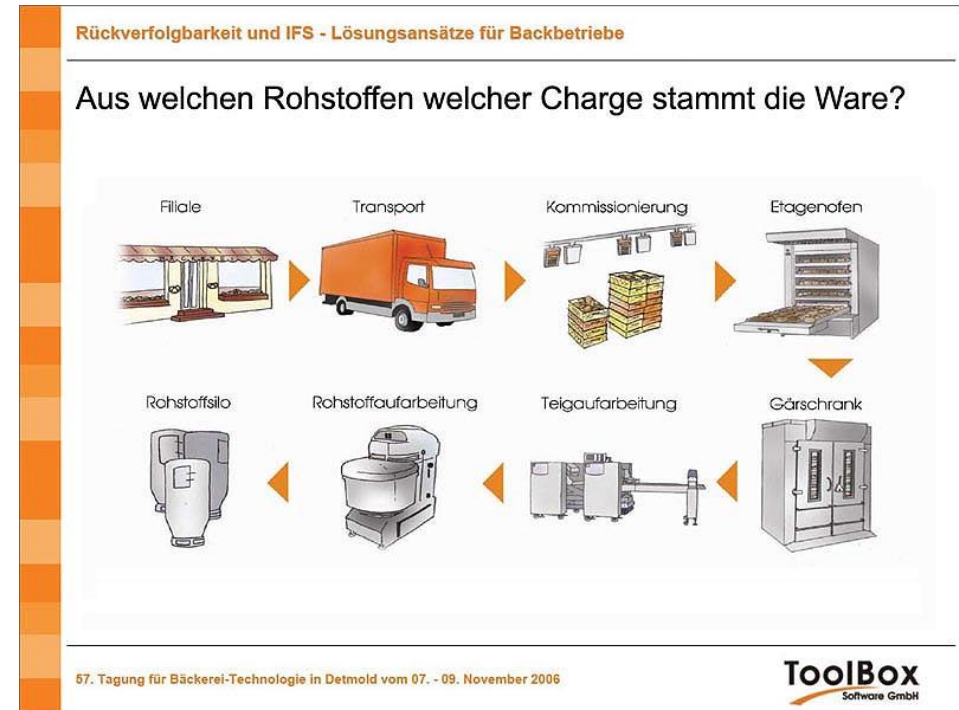 Rückverfolgbarkeit und IFS - Lösungsansätze für Backbetriebe
Aus welchen Rohstoffen welcher Charge stammt die Ware?
Filiale
Transport
Kommissionierung
Etagenofen
Rohstoffsilo
Rohstoffaufarbeitung
Teigaufarbeitung
Gärschrank
57. Tagung für Bäckerei-Technologie in Detmold vom 07. - 09. November 2006
ToolBox
Software GmbH